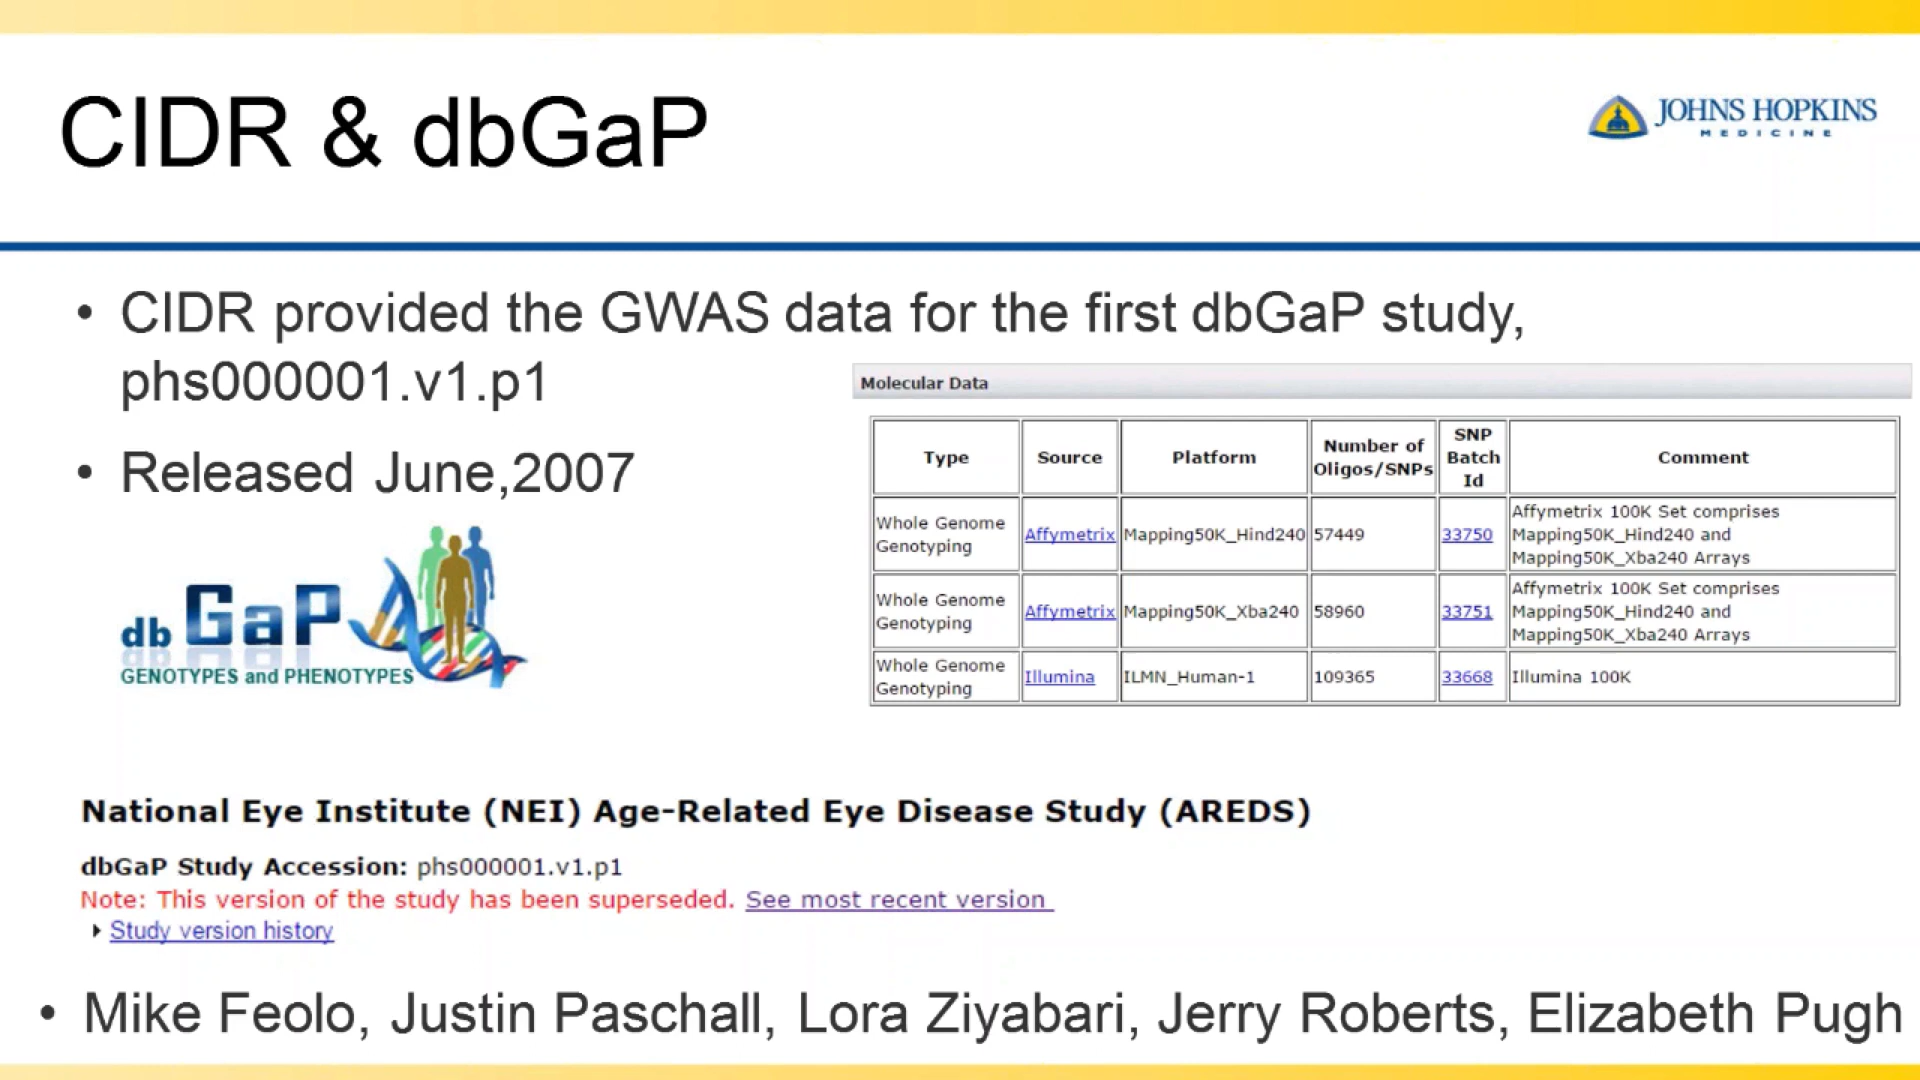 CIDR & dbGaP
JOHNS HOPKINS
MEDICINE
• CIDR provided the GWAS data for the first dbGaP study,
phs000001.v1.p1
• Released June,2007
db GaP
GENOTYPES and PHENOTYPES
Molecular Data
Type Source Platform Number of Oligos/SNPs SNP Batch Id Comment
Whole Genome Genotyping Affymetrix Mapping50K_Hind240 57449 33750 Affymetrix 100K Set comprises Mapping50K_Hind240 and Mapping50K_Xba240 Arrays
Whole Genome Genotyping Affymetrix Mapping50K_Xba240 58960 33751 Affymetrix 100K Set comprises Mapping50K_Hind240 and Mapping50K_Xba240 Arrays
Whole Genome Genotyping Illumina ILMN_Human-1 109365 33668 Illumina 100K
National Eye Institute (NEI) Age-Related Eye Disease Study (AREDS)
dbGaP Study Accession: phs000001.v1.p1
Note: This version of the study has been superseded. See most recent version
Study version history
• Mike Feolo, Justin Paschall, Lora Ziyabari, Jerry Roberts, Elizabeth Pugh